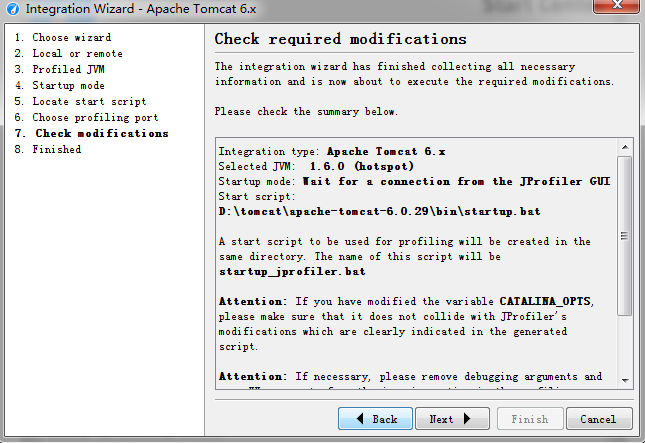 Integration Wizard - Apache Tomcat 6.x
1. Choose wizard
2. Local or remote
3. Profiled JVM
4. Startup mode
5. Locate start script
6. Choose profiling port
7. Check modifications
8. Finished
Check required modifications
The integration wizard has finished collecting all necessary
information and is now about to execute the required modifications.
Please check the summary below.
Integration type: Apache Tomcat 6.x
Selected JVM: 1.6.0 (hotspot)
Startup mode: Wait for a connection from the JProfiler GUI
Start script:
D:\tomcat\apache-tomcat-6.0.29\bin\startup.bat
A start script to be used for profiling will be created in the
same directory. The name of this script will be
startup_jprofiler.bat
Attention: If you have modified the variable CATALINA_OPTS,
please make sure that it does not collide with JProfiler's
modifications which are clearly indicated in the generated
script.
Attention: If necessary, please remove debugging arguments and
Back
Next
Finish
Cancel